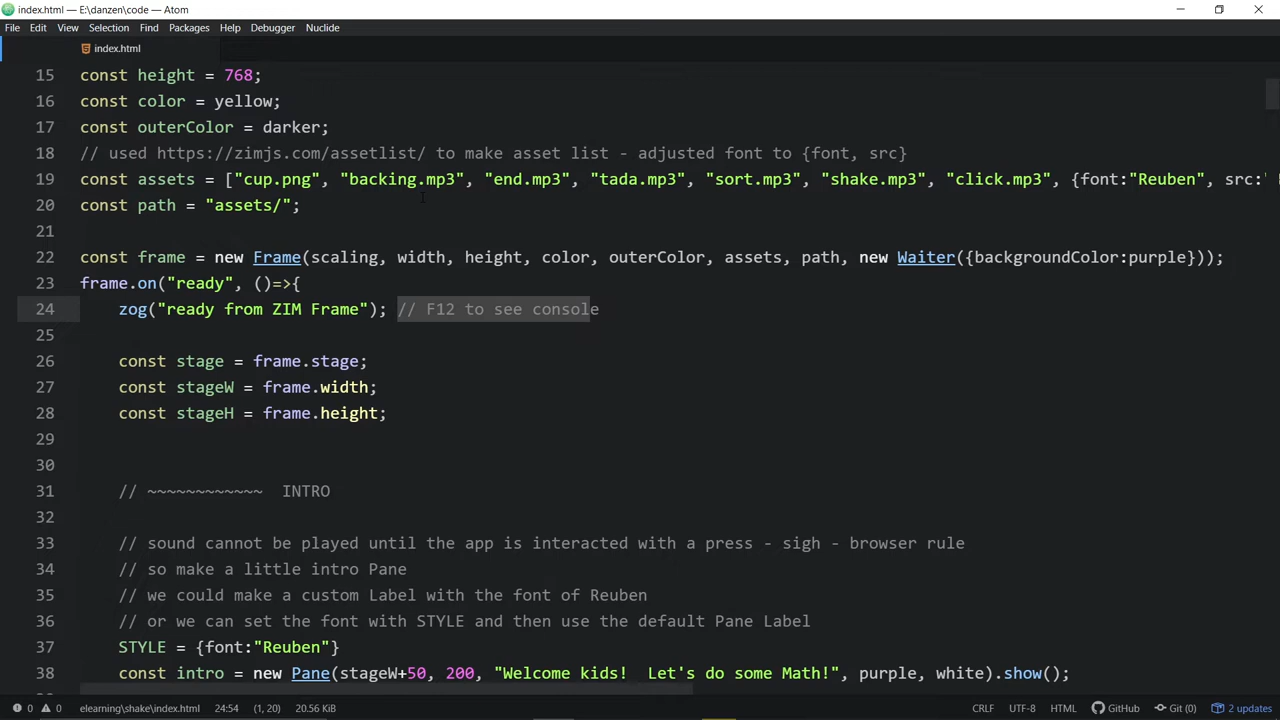 index.html — E:\danzen\code — Atom
File Edit View Selection Find Packages Help Debugger Nuclide
index.html
15 const height = 768;
16 const color = yellow;
17 const outerColor = darker;
18 // used https://zimjs.com/assetlist/ to make asset list - adjusted font to {font, src}
19 const assets = ["cup.png", "backing.mp3", "end.mp3", "tada.mp3", "sort.mp3", "shake.mp3", "click.mp3", {font:"Reuben", src:'
20 const path = "assets/";
21
22 const frame = new Frame(scaling, width, height, color, outerColor, assets, path, new Waiter({backgroundColor:purple}));
23 frame.on("ready", ()=>{
24 zog("ready from ZIM Frame"); // F12 to see console
25
26 const stage = frame.stage;
27 const stageW = frame.width;
28 const stageH = frame.height;
29
30
31 // ~~~~~~~~~~~~ INTRO
32
33 // sound cannot be played until the app is interacted with a press - sigh - browser rule
34 // so make a little intro Pane
35 // we could make a custom Label with the font of Reuben
36 // or we can set the font with STYLE and then use the default Pane Label
37 STYLE = {font:"Reuben"}
38 const intro = new Pane(stageW+50, 200, "Welcome kids!  Let's do some Math!", purple, white).show();
0 0 elearning\shake\index.html 24:54 (1, 20) 20.56 KiB CRLF UTF-8 HTML GitHub Git (0) 2 updates